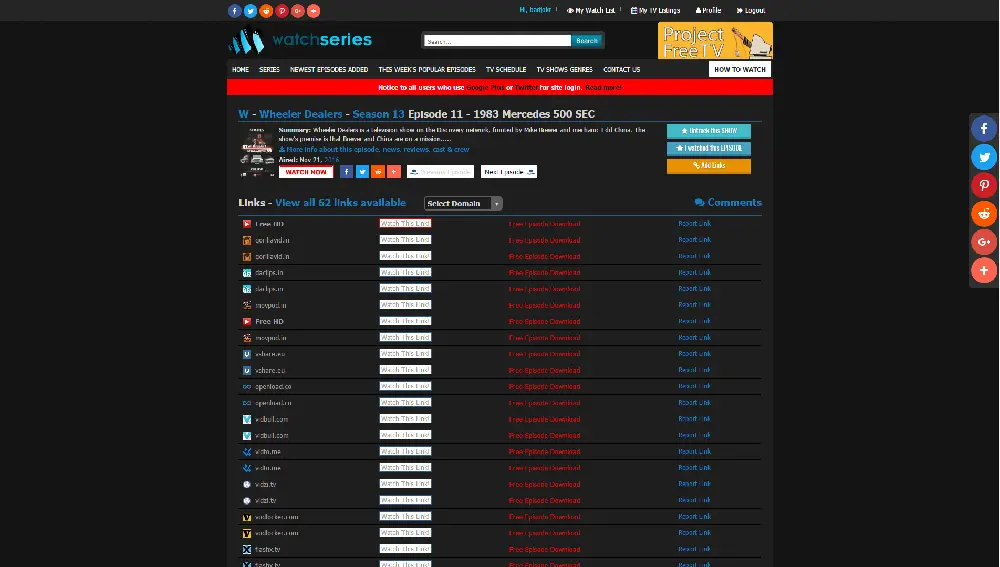 Hi, bartjokr My Watch List My TV Listings Profile Logout
watchseries
Search... Search
Project Free TV
HOME SERIES NEWEST EPISODES ADDED THIS WEEK'S POPULAR EPISODES TV SCHEDULE TV SHOWS GENRES CONTACT US HOW TO WATCH
Notice to all users who use Google Plus or Twitter for site login. Read more!
W - Wheeler Dealers - Season 13 Episode 11 - 1983 Mercedes 500 SEC
Summary: Wheeler Dealers is a television show on the Discovery network, fronted by Mike Brewer and mechanic Edd China. The
show's premise is that Brewer and China are on a mission......
More info about this episode, news, reviews, cast & crew
Aired: Nov 21, 2016
WATCH NOW Previous Episode Next Episode
Untrack this SHOW
I watched this EPISODE
Add Links
Links - View all 62 links available Select Domain Comments
Free HD Watch This Link! Free Episode Download Report Link
gorillavid.in Watch This Link! Free Episode Download Report Link
gorillavid.in Watch This Link! Free Episode Download Report Link
daclips.in Watch This Link! Free Episode Download Report Link
daclips.in Watch This Link! Free Episode Download Report Link
movpod.in Watch This Link! Free Episode Download Report Link
Free HD Watch This Link! Free Episode Download Report Link
movpod.in Watch This Link! Free Episode Download Report Link
vshare.eu Watch This Link! Free Episode Download Report Link
vshare.eu Watch This Link! Free Episode Download Report Link
openload.co Watch This Link! Free Episode Download Report Link
openload.co Watch This Link! Free Episode Download Report Link
vidbull.com Watch This Link! Free Episode Download Report Link
vidbull.com Watch This Link! Free Episode Download Report Link
vidto.me Watch This Link! Free Episode Download Report Link
vidto.me Watch This Link! Free Episode Download Report Link
vidzi.tv Watch This Link! Free Episode Download Report Link
vidzi.tv Watch This Link! Free Episode Download Report Link
vodlocker.com Watch This Link! Free Episode Download Report Link
vodlocker.com Watch This Link! Free Episode Download Report Link
flashx.tv Watch This Link! Free Episode Download Report Link
flashx.tv Watch This Link! Free Episode Download Report Link